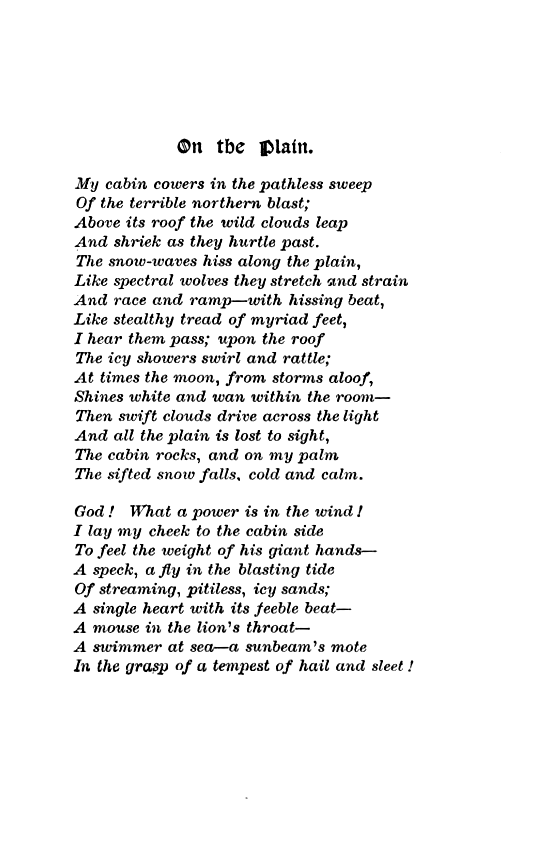 On the Plain.
My cabin cowers in the pathless sweep
Of the terrible northern blast;
Above its roof the wild clouds leap
And shriek as they hurtle past.
The snow-waves hiss along the plain,
Like spectral wolves they stretch and strain
And race and ramp—with hissing beat,
Like stealthy tread of myriad feet,
I hear them pass; upon the roof
The icy showers swirl and rattle;
At times the moon, from storms aloof,
Shines white and wan within the room—
Then swift clouds drive across the light
And all the plain is lost to sight,
The cabin rocks, and on my palm
The sifted snow falls, cold and calm.
God! What a power is in the wind!
I lay my cheek to the cabin side
To feel the weight of his giant hands—
A speck, a fly in the blasting tide
Of streaming, pitiless, icy sands;
A single heart with its feeble beat—
A mouse in the lion's throat—
A swimmer at sea—a sunbeam's mote
In the grasp of a tempest of hail and sleet!